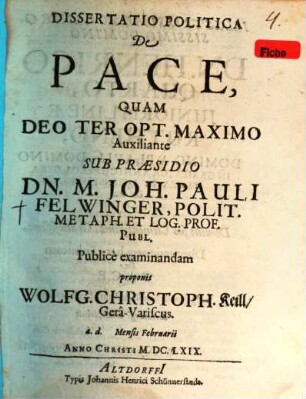 4.
Fiche
DISSERTATIO POLITICA
De
PACE,
QUAM
DEO TER OPT. MAXIMO
Auxiliante
SUB PRÆSIDIO
DN. M. JOH. PAULI
FELWINGER, POLIT.
METAPH. ET LOG. PROF.
PUBL,
Publicè examinandam
proponit
WOLFG. CHRISTOPH. Keill/
Gerâ-Variscus.
a. d. Mensis Februarii
ANNO CHRISTI M. DC. LXIX.
ALTDORFFI
Typis Johannis Henrici Schönnerstædt.